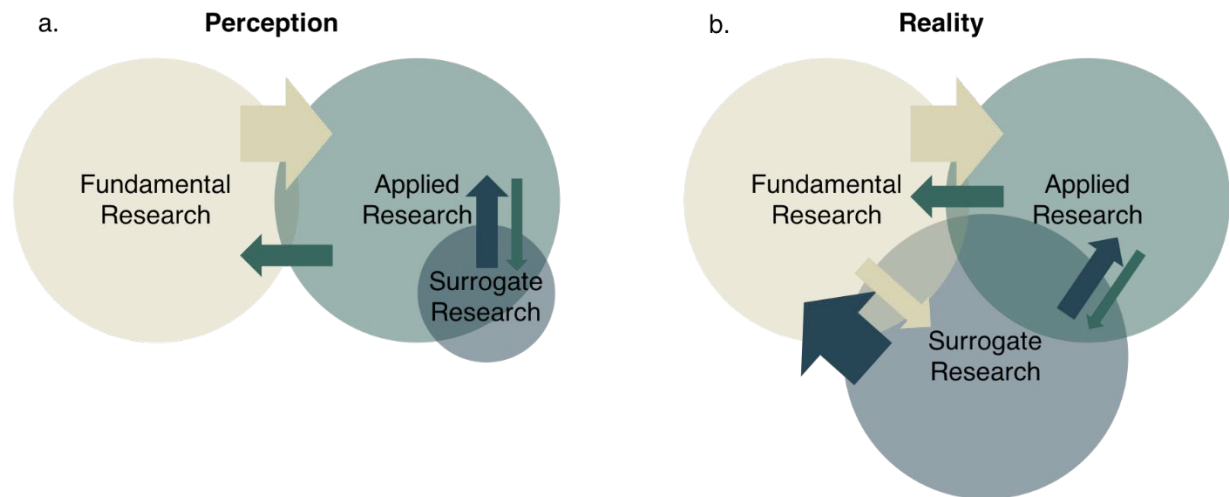 a.
Perception
Fundamental
Research
Applied
Research
Surrogate
Research
b.
Reality
Fundamental
Research
Applied
Research
Surrogate
Research